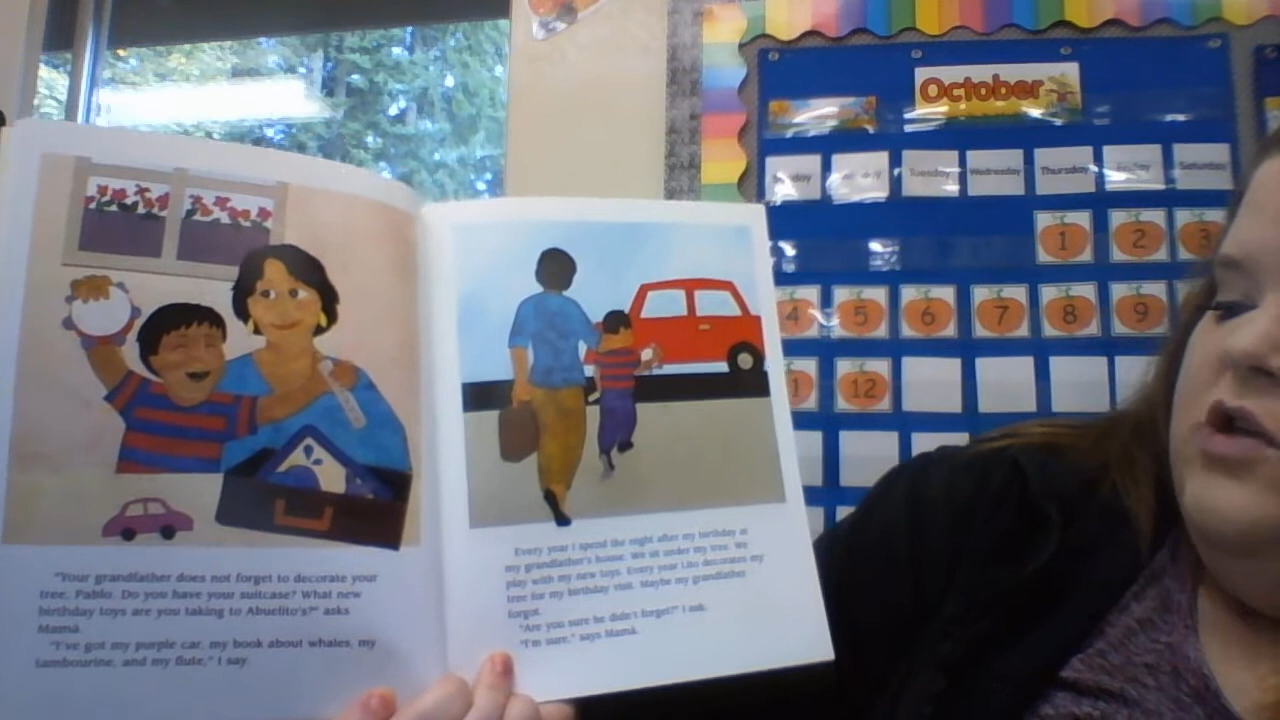 October
day
day
Tuesday
Wednesday
Thursday
Friday
Saturday
1
2
3
4
5
6
7
8
9
1
12
"Your grandfather does not forget to decorate your
tree, Pablo. Do you have your suitcase? What new
birthday toys are you taking to Abuelito's?" asks
Mamá.
"I've got my purple car, my book about whales, my
tambourine, and my flute," I say.
Every year I spend the night after my birthday at
my grandfather's house. We sit under my tree. We
play with my new toys. Every year Lito decorates my
tree for my birthday visit. Maybe my grandfather
forgot.
"Are you sure he didn't forget?" I ask.
"I'm sure," says Mamá.